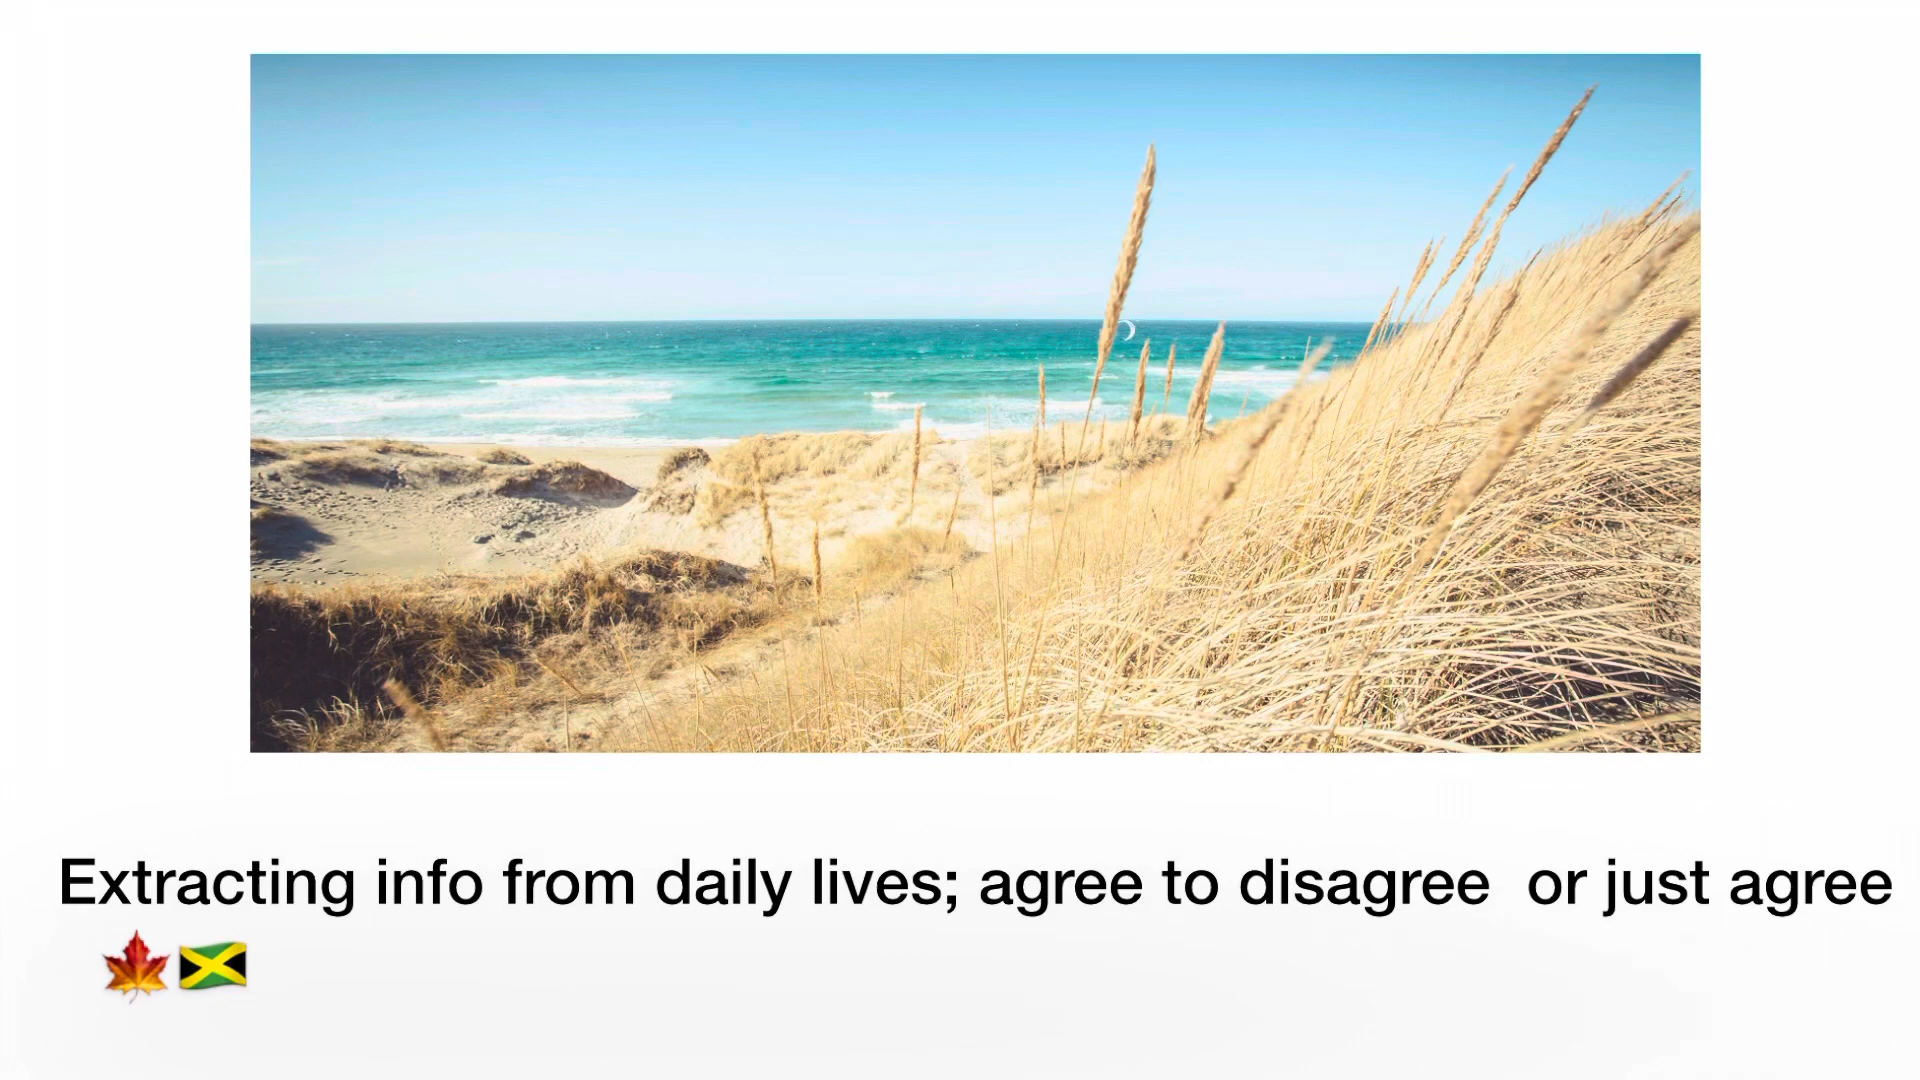 Extracting info from daily lives; agree to disagree  or just agree
🍁🇯🇲